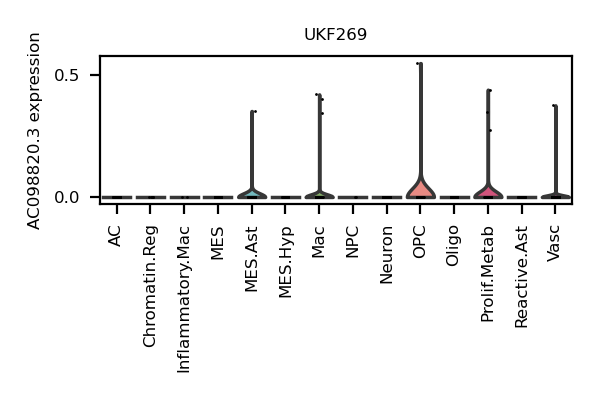 UKF269
AC098820.3 expression
0.5
0.0
AC
Chromatin.Reg
Inflammatory.Mac
MES
MES.Ast
MES.Hyp
Mac
NPC
Neuron
OPC
Oligo
Prolif.Metab
Reactive.Ast
Vasc